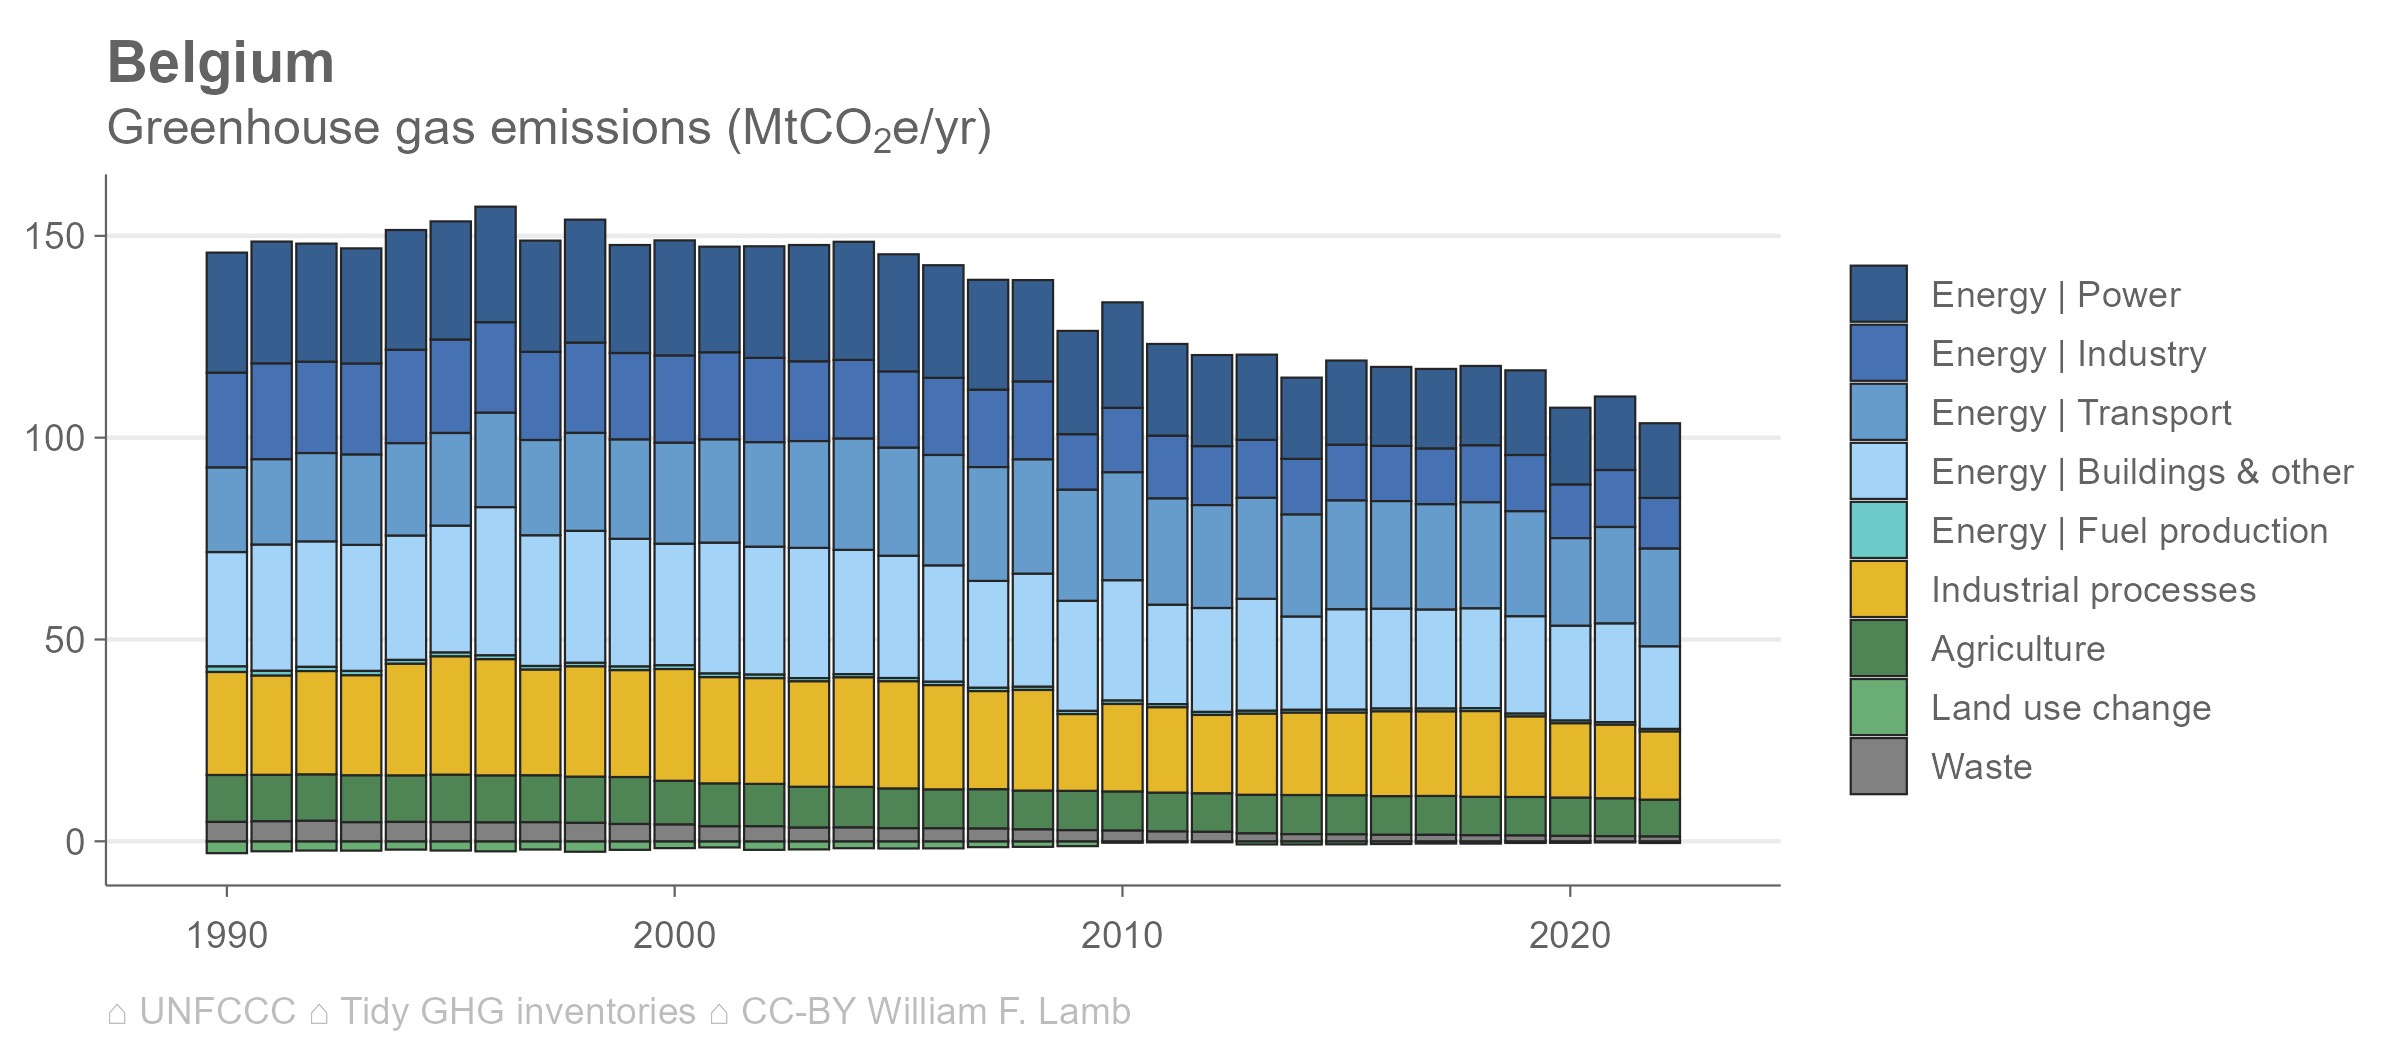 Belgium
Greenhouse gas emissions (MtCO₂e/yr)
150
100
50
0
1990
2000
2010
2020
Energy | Power
Energy | Industry
Energy | Transport
Energy | Buildings & other
Energy | Fuel production
Industrial processes
Agriculture
Land use change
Waste
⌂ UNFCCC ⌂ Tidy GHG inventories ⌂ CC-BY William F. Lamb